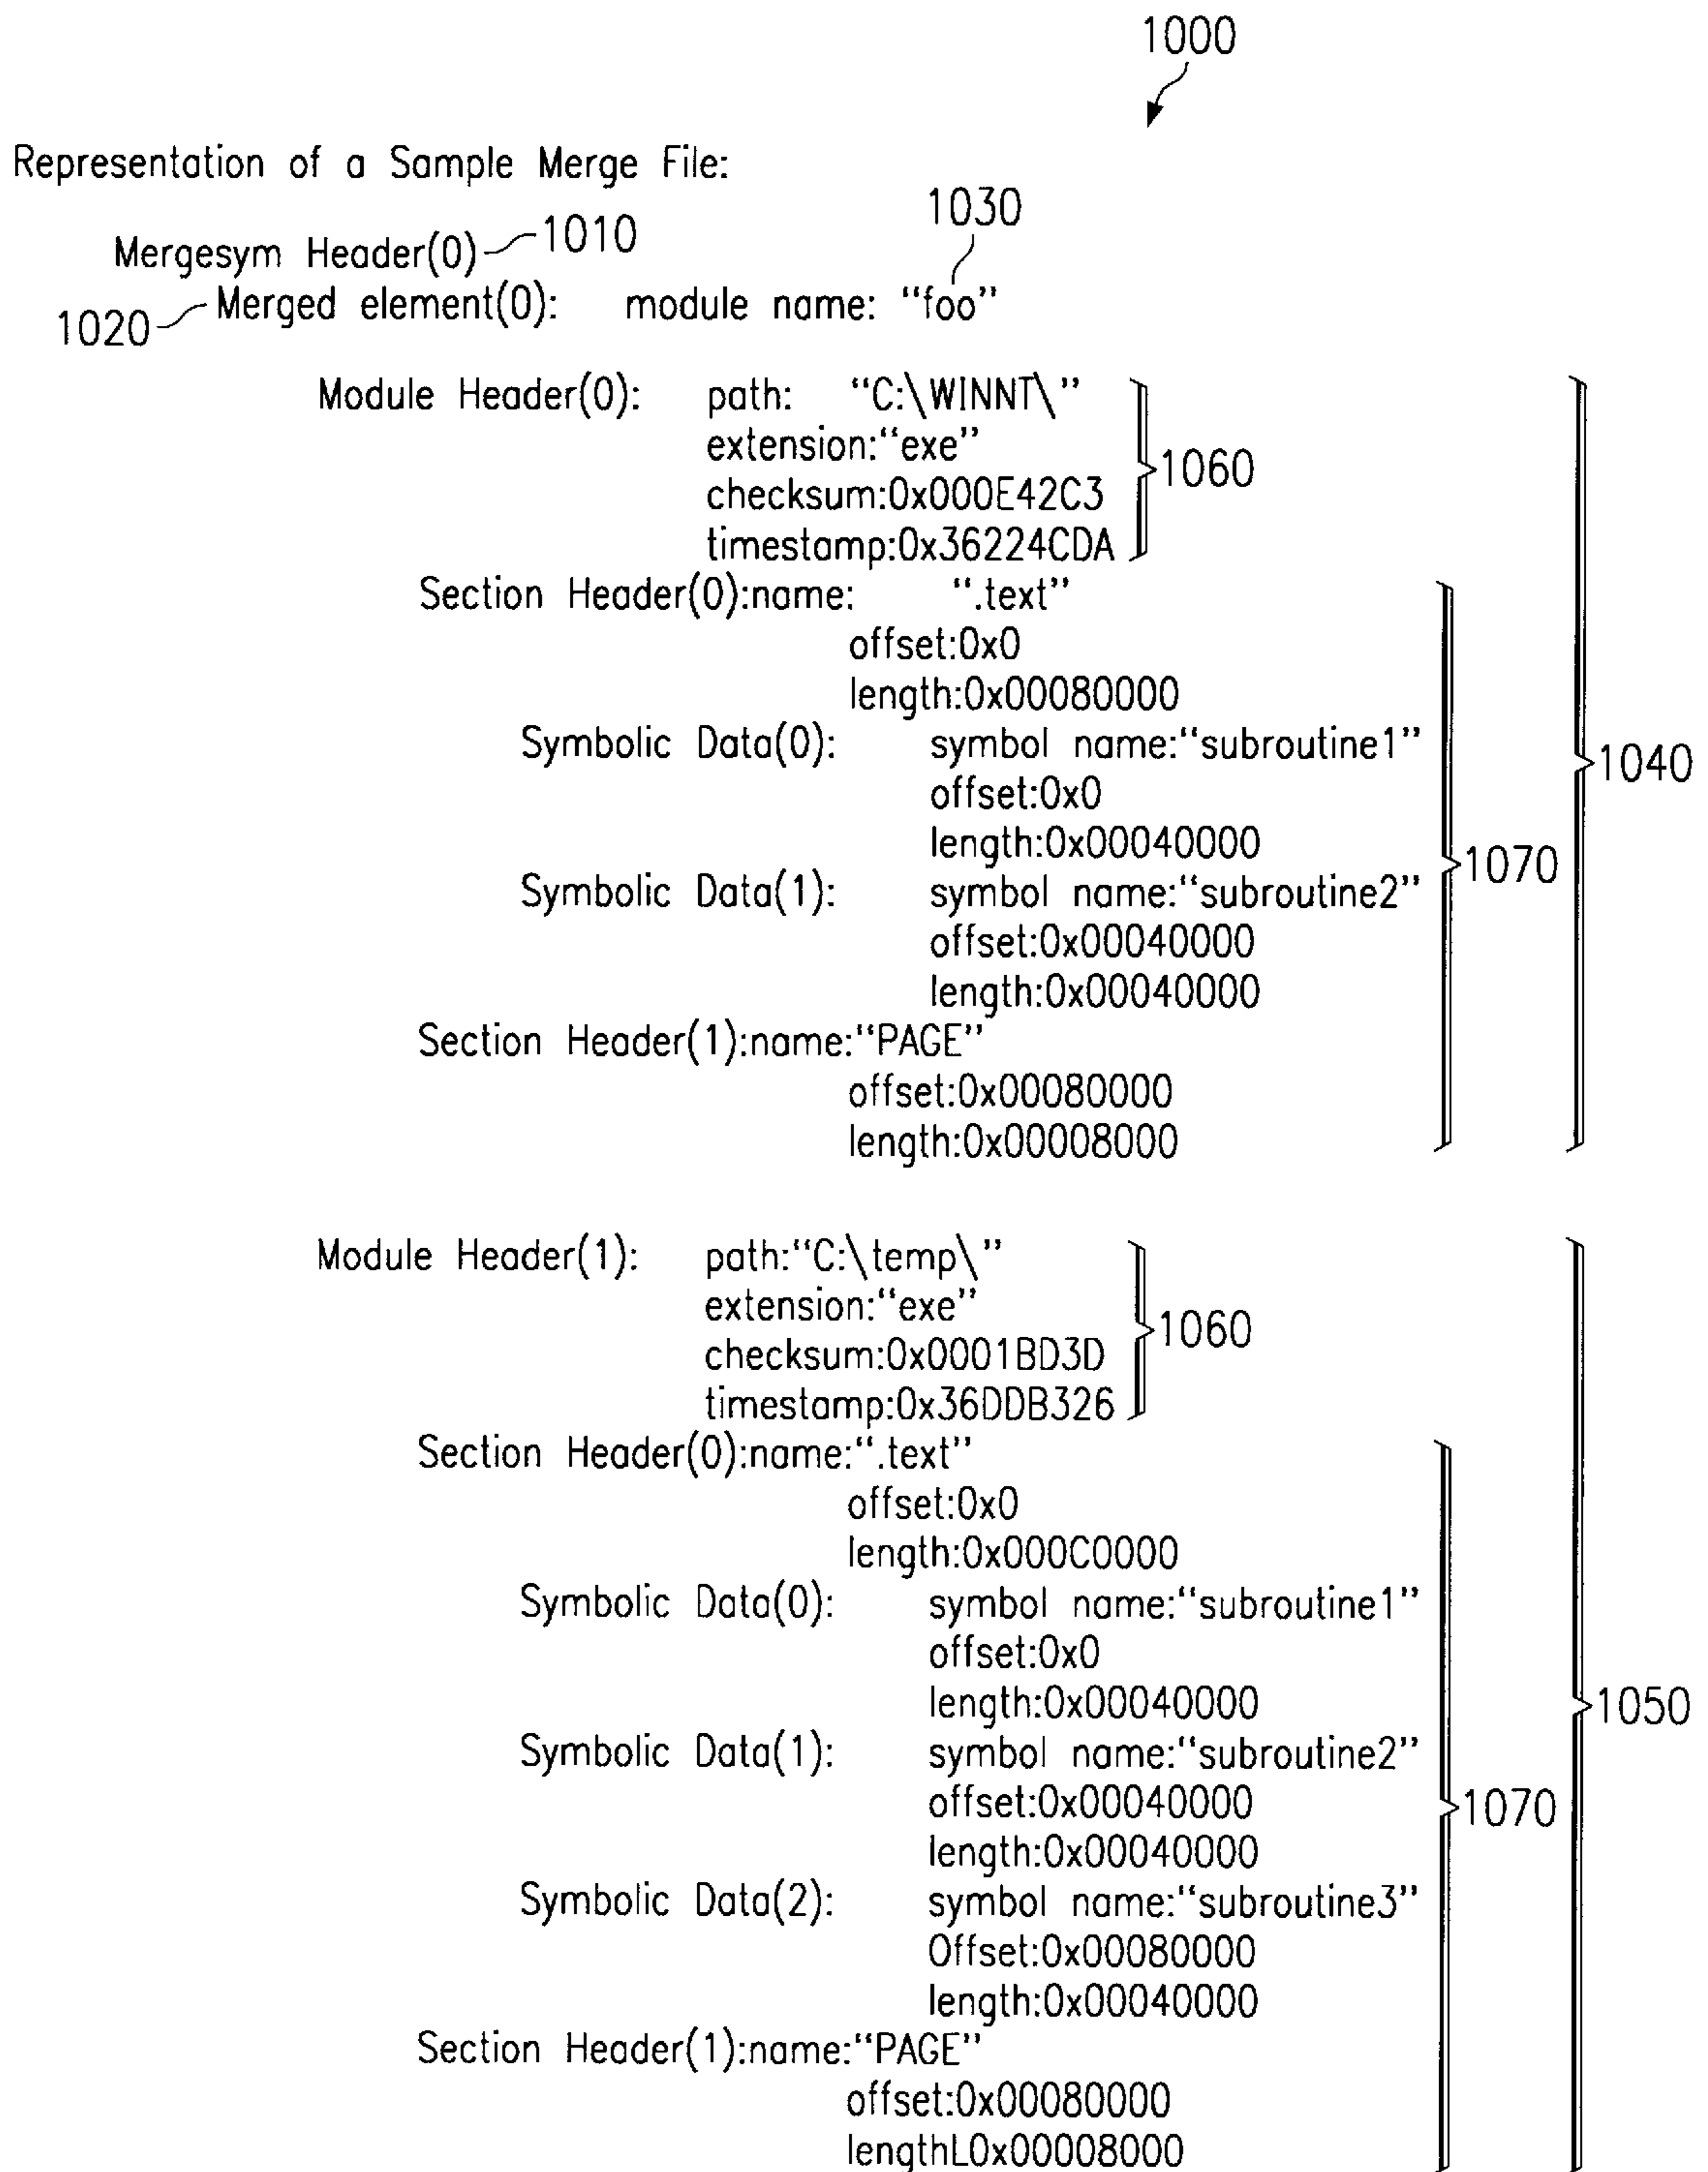 1000
Representation of a Sample Merge File:
1030
Mergesym Header(0) 1010
1020 Merged element(0): module name: “foo”
Module Header(0): path: “C:\WINNT\”
extension:“exe”
1060
checksum:0x000E42C3
timestamp:0x36224CDA
Section Header(0):name: “.text”
offset:0x0
length:0x00080000
Symbolic Data(0): symbol name:“subroutine1”
1040
offset:0x0
length:0x00040000
1070
Symbolic Data(1): symbol name:“subroutine2”
offset:0x00040000
length:0x00040000
Section Header(1):name:“PAGE”
offset:0x00080000
length:0x00008000
Module Header(1): path:“C:\temp\”
extension:“exe”
1060
checksum:0x0001BD3D
timestamp:0x36DDB326
Section Header(0):name:“.text”
offset:0x0
length:0x000C0000
Symbolic Data(0): symbol name:“subroutine1”
offset:0x0
length:0x00040000
1050
Symbolic Data(1): symbol name:“subroutine2”
offset:0x00040000
1070
length:0x00040000
Symbolic Data(2): symbol name:“subroutine3”
Offset:0x00080000
length:0x00040000
Section Header(1):name:“PAGE”
offset:0x00080000
lengthL0x00008000